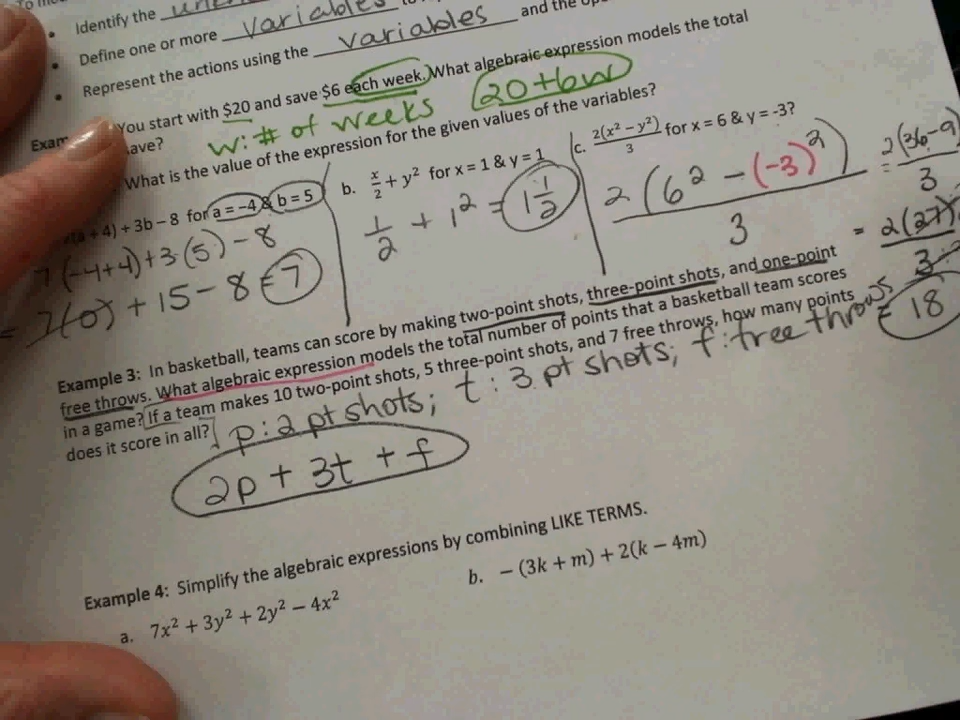 • Identify the
• Define one or more variables
• Represent the actions using the variables and the
You start with $20 and save $6 each week. What algebraic expression models the total
ave?
w: # of weeks 20+6w
What is the value of the expression for the given values of the variables?
a + 4) + 3b – 8 for a = –4 & b = 5
7(-4+4)+3(5)-8
= 7(0) + 15 - 8 = 7
b. x/2 + y² for x = 1 & y = 1
1/2 + 1² = 1 1/2
c. 2(x² – y²)/3 for x = 6 & y = -3?
2(6² - (-3)²)/3 = 2(36-9)/3
= 2(27)/3
= 18
Example 3: In basketball, teams can score by making two-point shots, three-point shots, and one-point
free throws. What algebraic expression models the total number of points that a basketball team scores
in a game? If a team makes 10 two-point shots, 5 three-point shots, and 7 free throws, how many points
does it score in all?
p: 2 pt shots; t: 3 pt shots; f: free throws
2p + 3t + f
Example 4: Simplify the algebraic expressions by combining LIKE TERMS.
a. 7x² + 3y² + 2y² – 4x²
b. – (3k + m) + 2(k – 4m)